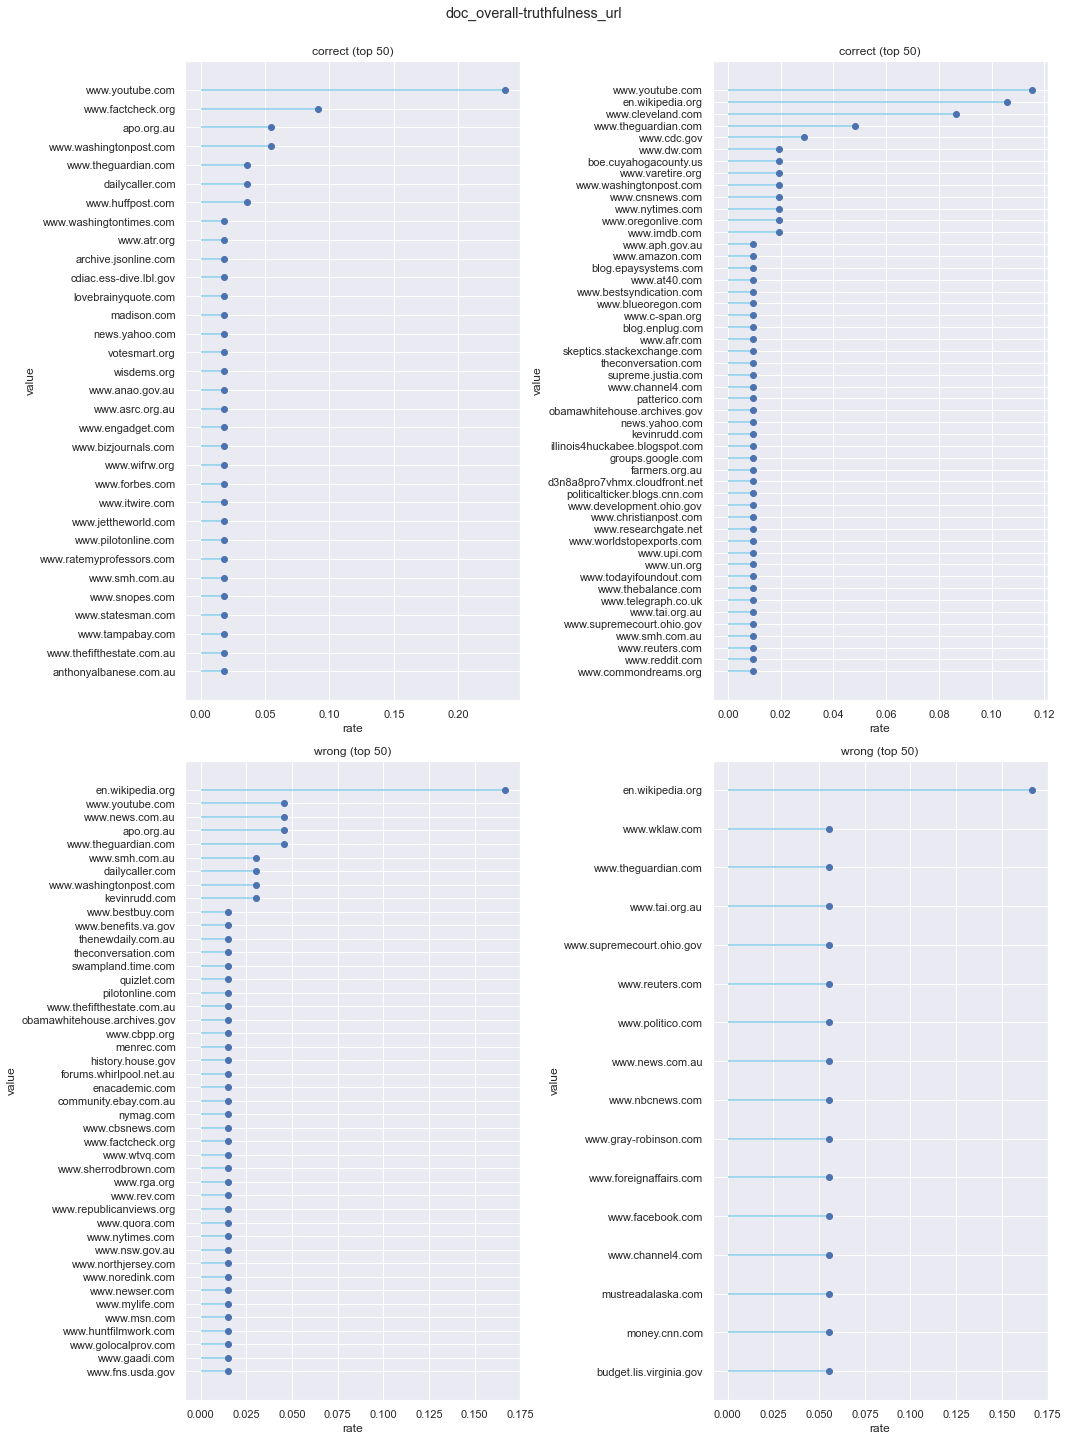 doc_overall-truthfulness_url
correct (top 50)
www.youtube.com
www.factcheck.org
apo.org.au
www.washingtonpost.com
www.theguardian.com
dailycaller.com
www.huffpost.com
www.washingtontimes.com
www.atr.org
archive.jsonline.com
cdiac.ess-dive.lbl.gov
lovebrainyquote.com
madison.com
news.yahoo.com
votesmart.org
wisdems.org
www.anao.gov.au
www.asrc.org.au
www.engadget.com
www.bizjournals.com
www.wifrw.org
www.forbes.com
www.itwire.com
www.jettheworld.com
www.pilotonline.com
www.ratemyprofessors.com
www.smh.com.au
www.snopes.com
www.statesman.com
www.tampabay.com
www.thefifthestate.com.au
anthonyalbanese.com.au
value
0.00 0.05 0.10 0.15 0.20
rate
correct (top 50)
www.youtube.com
en.wikipedia.org
www.cleveland.com
www.theguardian.com
www.cdc.gov
www.dw.com
boe.cuyahogacounty.us
www.varetire.org
www.washingtonpost.com
www.cnsnews.com
www.nytimes.com
www.oregonlive.com
www.imdb.com
www.aph.gov.au
www.amazon.com
blog.epaysystems.com
www.at40.com
www.bestsyndication.com
www.blueoregon.com
www.c-span.org
blog.enplug.com
www.afr.com
skeptics.stackexchange.com
theconversation.com
supreme.justia.com
www.channel4.com
patterico.com
obamawhitehouse.archives.gov
news.yahoo.com
kevinrudd.com
illinois4huckabee.blogspot.com
groups.google.com
farmers.org.au
d3n8a8pro7vhmx.cloudfront.net
politicalticker.blogs.cnn.com
www.development.ohio.gov
www.christianpost.com
www.researchgate.net
www.worldstopexports.com
www.upi.com
www.un.org
www.todayifoundout.com
www.thebalance.com
www.telegraph.co.uk
www.tai.org.au
www.supremecourt.ohio.gov
www.smh.com.au
www.reuters.com
www.reddit.com
www.commondreams.org
value
0.00 0.02 0.04 0.06 0.08 0.10 0.12
rate
wrong (top 50)
en.wikipedia.org
www.youtube.com
www.news.com.au
apo.org.au
www.theguardian.com
www.smh.com.au
dailycaller.com
www.washingtonpost.com
kevinrudd.com
www.bestbuy.com
www.benefits.va.gov
thenewdaily.com.au
theconversation.com
swampland.time.com
quizlet.com
pilotonline.com
www.thefifthestate.com.au
obamawhitehouse.archives.gov
www.cbpp.org
menrec.com
history.house.gov
forums.whirlpool.net.au
enacademic.com
community.ebay.com.au
nymag.com
www.cbsnews.com
www.factcheck.org
www.wtvq.com
www.sherrodbrown.com
www.rga.org
www.rev.com
www.republicanviews.org
www.quora.com
www.nytimes.com
www.nsw.gov.au
www.northjersey.com
www.noredink.com
www.newser.com
www.mylife.com
www.msn.com
www.huntfilmwork.com
www.golocalprov.com
www.gaadi.com
www.fns.usda.gov
value
0.000 0.025 0.050 0.075 0.100 0.125 0.150 0.175
rate
wrong (top 50)
en.wikipedia.org
www.wklaw.com
www.theguardian.com
www.tai.org.au
www.supremecourt.ohio.gov
www.reuters.com
www.politico.com
www.news.com.au
www.nbcnews.com
www.gray-robinson.com
www.foreignaffairs.com
www.facebook.com
www.channel4.com
mustreadalaska.com
money.cnn.com
budget.lis.virginia.gov
value
0.000 0.025 0.050 0.075 0.100 0.125 0.150 0.175
rate